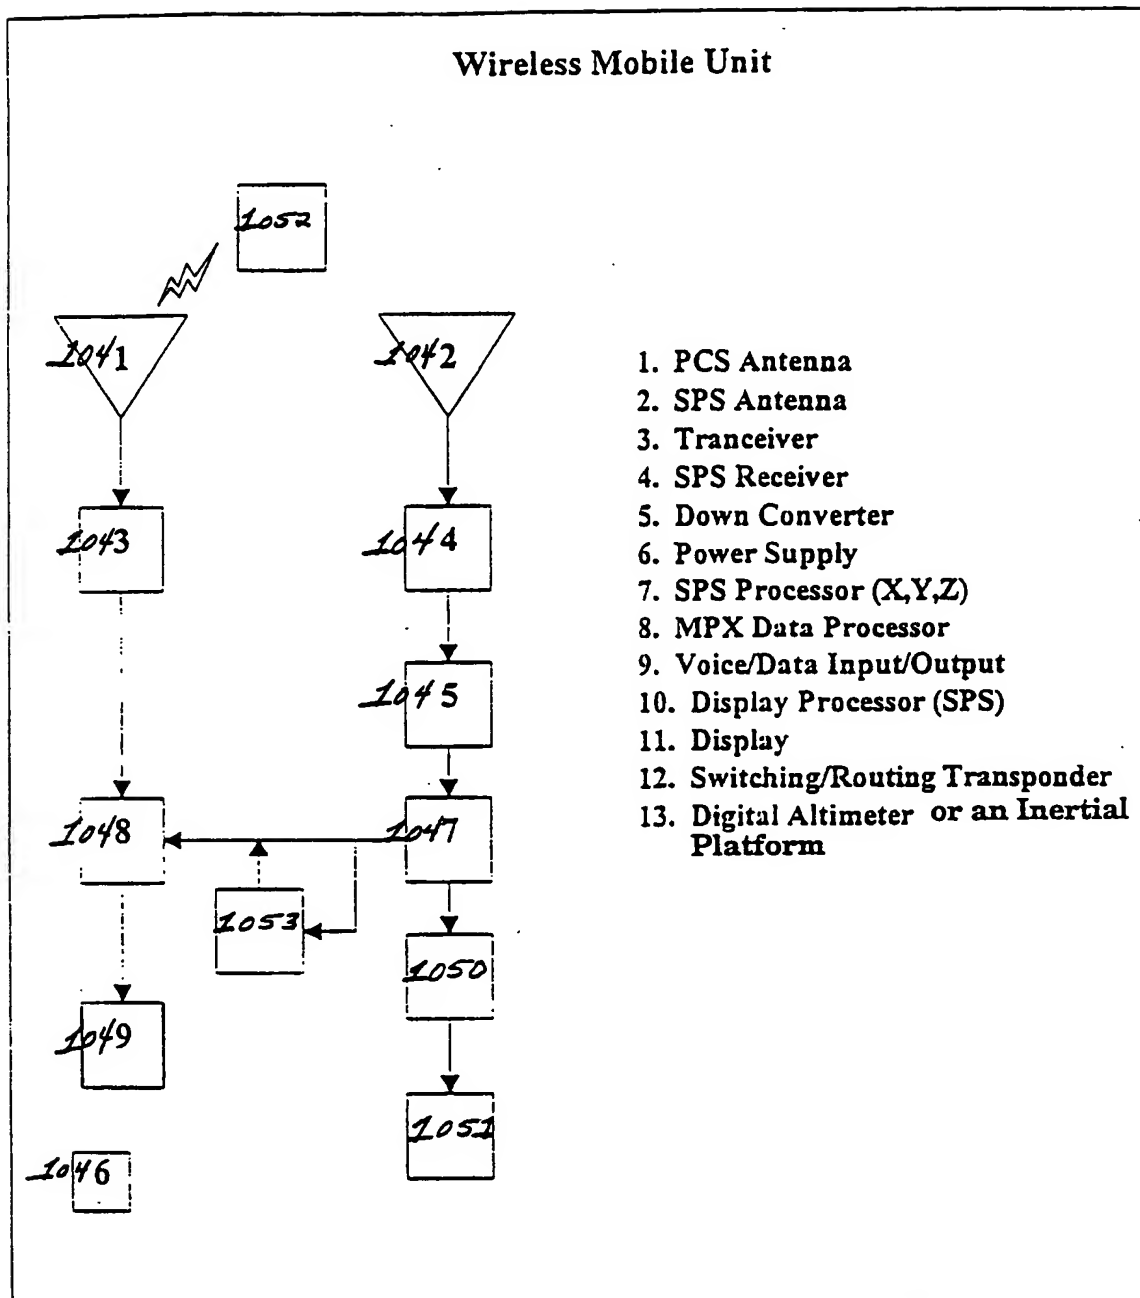 Wireless Mobile Unit
1052
1041
1042
1. PCS Antenna
2. SPS Antenna
3. Tranceiver
4. SPS Receiver
5. Down Converter
6. Power Supply
7. SPS Processor (X,Y,Z)
8. MPX Data Processor
9. Voice/Data Input/Output
10. Display Processor (SPS)
11. Display
12. Switching/Routing Transponder
13. Digital Altimeter or an Inertial
Platform
1043
1044
1045
1048
1047
1053
1050
1049
1051
1046